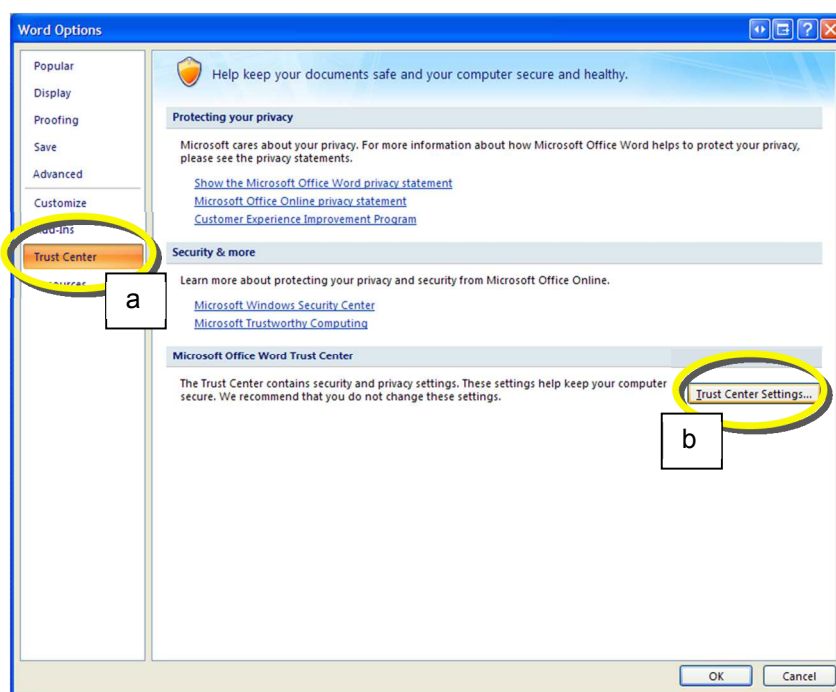 Word Options
Popular
Display
Proofing
Save
Advanced
Customize
Add-Ins
Trust Center
a
Help keep your documents safe and your computer secure and healthy.
Protecting your privacy
Microsoft cares about your privacy. For more information about how Microsoft Office Word helps to protect your privacy,
please see the privacy statements.
Show the Microsoft Office Word privacy statement
Microsoft Office Online privacy statement
Customer Experience Improvement Program
Security & more
Learn more about protecting your privacy and security from Microsoft Office Online.
Microsoft Windows Security Center
Microsoft Trustworthy Computing
Microsoft Office Word Trust Center
The Trust Center contains security and privacy settings. These settings help keep your computer
secure. We recommend that you do not change these settings.
Trust Center Settings...
b
OK
Cancel